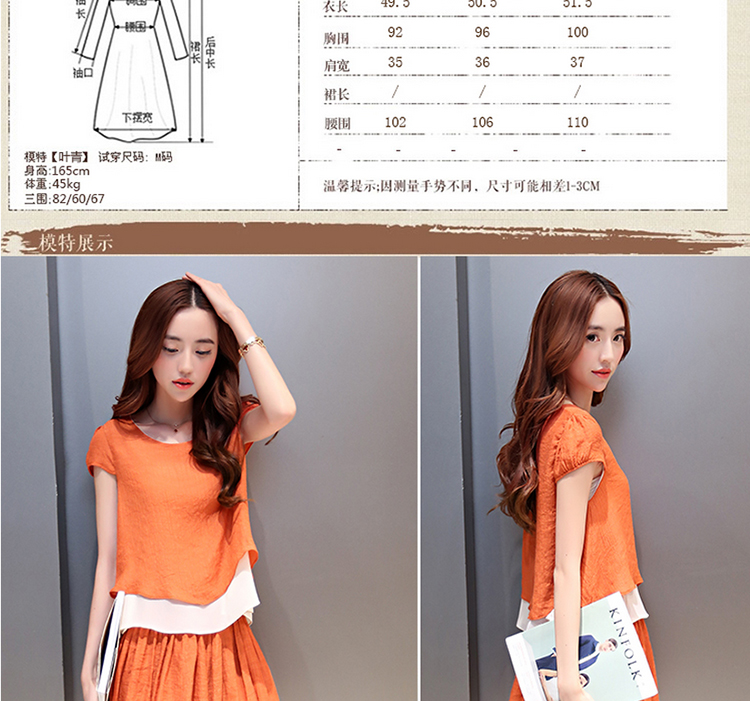 衣长 49.5 50.5 51.5
胸围 92 96 100
肩宽 35 36 37
裙长 / / /
腰围 102 106 110
- - - -
温馨提示;因测量手势不同、尺寸可能相差1-3CM
腰围
袖长
袖口
裙长
后中长
下摆宽
模特【叶青】 试穿尺码：M码
身高:165cm
体重:45kg
三围:82/60/67
模特展示
KINFOLK